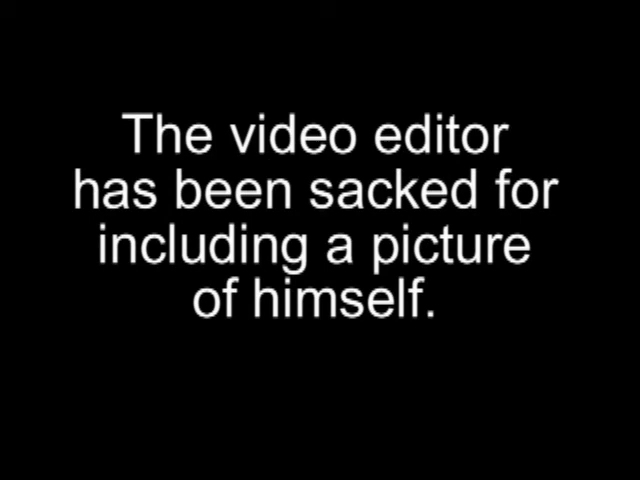 The video editor
has been sacked for
including a picture
of himself.